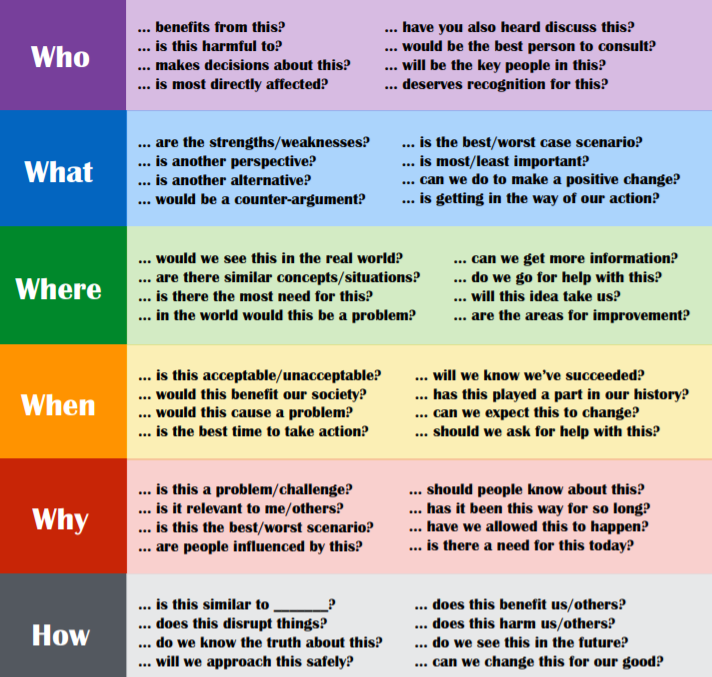 Who
... benefits from this?
... is this harmful to?
... makes decisions about this?
... is most directly affected?
... have you also heard discuss this?
... would be the best person to consult?
... will be the key people in this?
... deserves recognition for this?
What
... are the strengths/weaknesses?
... is another perspective?
... is another alternative?
... would be a counter-argument?
... is the best/worst case scenario?
... is most/least important?
... can we do to make a positive change?
... is getting in the way of our action?
Where
... would we see this in the real world?
... are there similar concepts/situations?
... is there the most need for this?
... in the world would this be a problem?
... can we get more information?
... do we go for help with this?
... will this idea take us?
... are the areas for improvement?
When
... is this acceptable/unacceptable?
... would this benefit our society?
... would this cause a problem?
... is the best time to take action?
... will we know we've succeeded?
... has this played a part in our history?
... can we expect this to change?
... should we ask for help with this?
Why
... is this a problem/challenge?
... is it relevant to me/others?
... is this the best/worst scenario?
... are people influenced by this?
... should people know about this?
... has it been this way for so long?
... have we allowed this to happen?
... is there a need for this today?
How
... is this similar to _______?
... does this disrupt things?
... do we know the truth about this?
... will we approach this safely?
... does this benefit us/others?
... does this harm us/others?
... do we see this in the future?
... can we change this for our good?